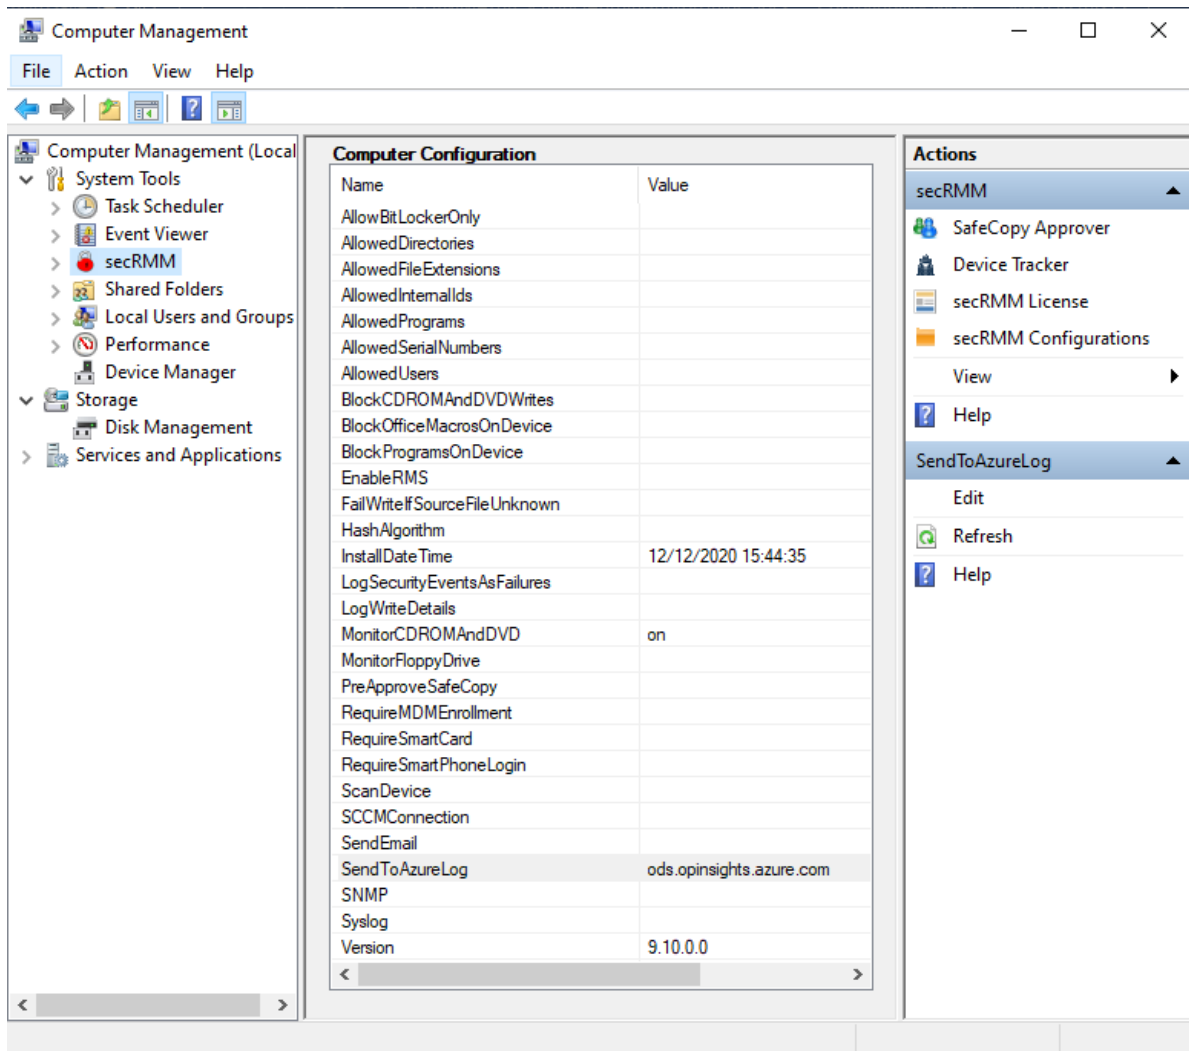 Computer Management
File Action View Help
Computer Management (Local
System Tools
Task Scheduler
Event Viewer
secRMM
Shared Folders
Local Users and Groups
Performance
Device Manager
Storage
Disk Management
Services and Applications
Computer Configuration
Name Value
AllowBitLockerOnly
AllowedDirectories
AllowedFileExtensions
AllowedInternalIds
AllowedPrograms
AllowedSerialNumbers
AllowedUsers
BlockCDROMAndDVDWrites
BlockOfficeMacrosOnDevice
BlockProgramsOnDevice
EnableRMS
FailWriteIfSourceFileUnknown
HashAlgorithm
InstallDateTime 12/12/2020 15:44:35
LogSecurityEventsAsFailures
LogWriteDetails
MonitorCDROMAndDVD on
MonitorFloppyDrive
PreApproveSafeCopy
RequireMDMEnrollment
RequireSmartCard
RequireSmartPhoneLogin
ScanDevice
SCCMConnection
SendEmail
SendToAzureLog ods.opinsights.azure.com
SNMP
Syslog
Version 9.10.0.0
Actions
secRMM
SafeCopy Approver
Device Tracker
secRMM License
secRMM Configurations
View
Help
SendToAzureLog
Edit
Refresh
Help